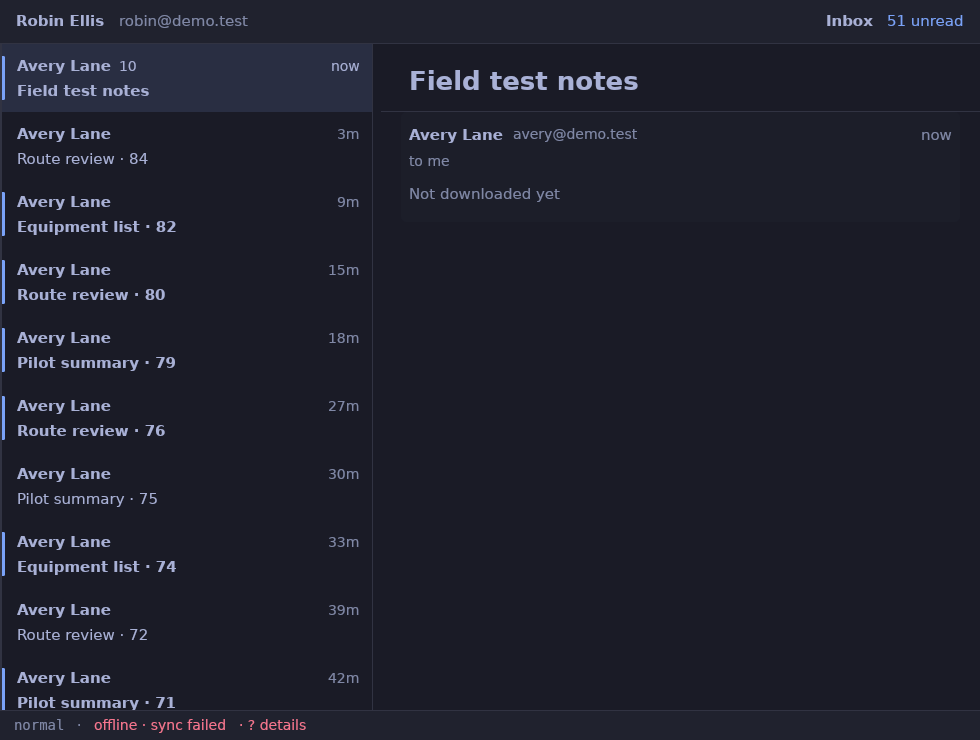 Robin Ellis robin@demo.test
Inbox 51 unread
Avery Lane 10 now
Field test notes
Avery Lane 3m
Route review · 84
Avery Lane 9m
Equipment list · 82
Avery Lane 15m
Route review · 80
Avery Lane 18m
Pilot summary · 79
Avery Lane 27m
Route review · 76
Avery Lane 30m
Pilot summary · 75
Avery Lane 33m
Equipment list · 74
Avery Lane 39m
Route review · 72
Avery Lane 42m
Pilot summary · 71
Field test notes
Avery Lane avery@demo.test now
to me
Not downloaded yet
normal · offline · sync failed · ? details